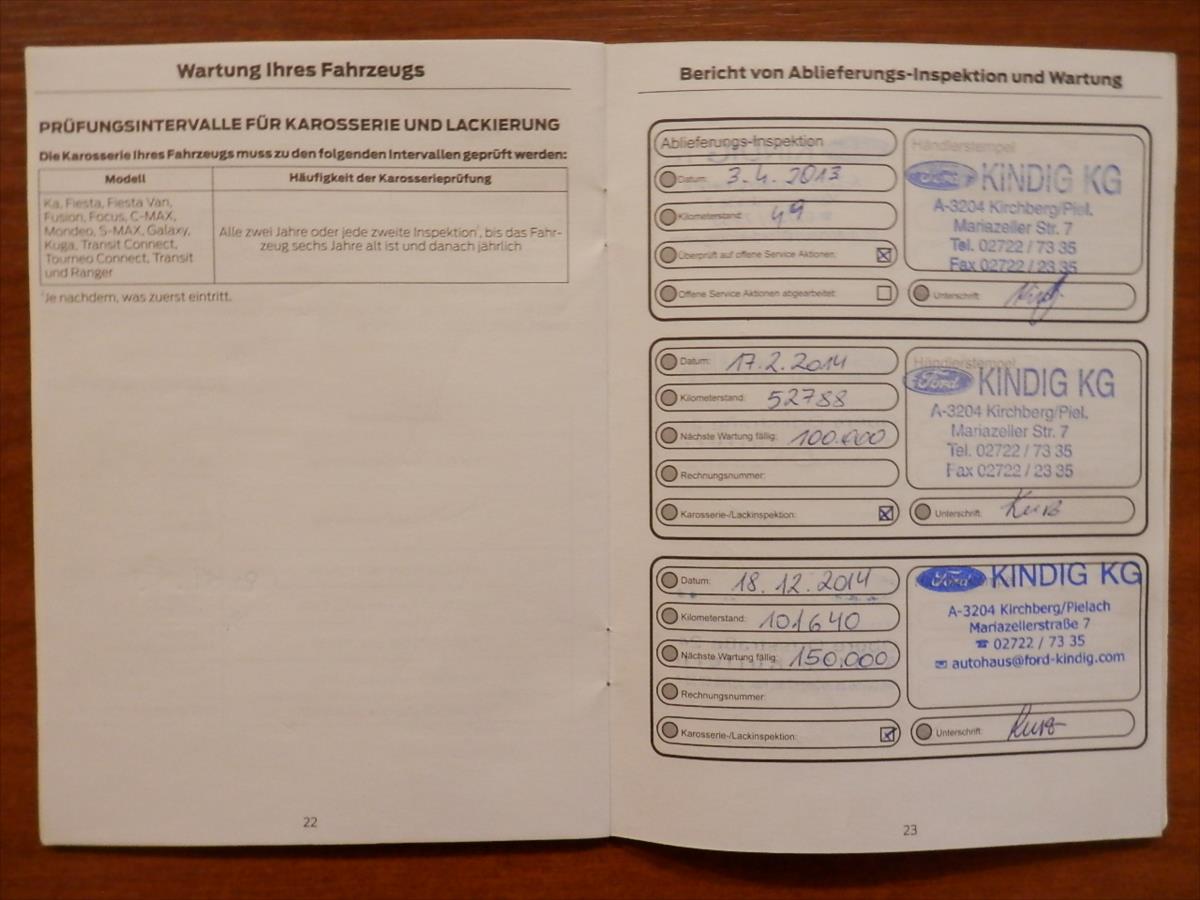 Wartung Ihres Fahrzeugs
PRÜFUNGSINTERVALLE FÜR KAROSSERIE UND LACKIERUNG
Die Karosserie Ihres Fahrzeugs muss zu den folgenden Intervallen geprüft werden:
Modell
Häufigkeit der Karosserieprüfung
Ka, Fiesta, Fiesta Van,
Fusion, Focus, C-MAX,
Mondeo, S-MAX, Galaxy,
Kuga, Transit Connect,
Tourneo Connect, Transit
und Ranger
Alle zwei Jahre oder jede zweite Inspektion¹, bis das Fahr-
zeug sechs Jahre alt ist und danach jährlich
¹Je nachdem, was zuerst eintritt.
22
Bericht von Ablieferungs-Inspektion und Wartung
Ablieferungs-Inspektion
Datum: 3.4.2013
Kilometerstand: 49
Überprüft auf offene Service Aktionen:
Offene Service Aktionen abgearbeitet:
Händlerstempel
Ford KINDIG KG
A-3204 Kirchberg/Piel.
Mariazeller Str. 7
Tel. 02722 / 73 35
Fax 02722 / 23 35
Unterschrift:
Datum: 17.2.2014
Kilometerstand: 52788
Nächste Wartung fällig: 100.000
Rechnungsnummer:
Karosserie-/Lackinspektion:
Händlerstempel
Ford KINDIG KG
A-3204 Kirchberg/Piel.
Mariazeller Str. 7
Tel. 02722 / 73 35
Fax 02722 / 23 35
Unterschrift:
Datum: 18.12.2014
Kilometerstand: 101640
Nächste Wartung fällig: 150.000
Rechnungsnummer:
Karosserie-/Lackinspektion:
Ford KINDIG KG
A-3204 Kirchberg/Pielach
Mariazellerstraße 7
☎ 02722 / 73 35
✉ autohaus@ford-kindig.com
Unterschrift:
23